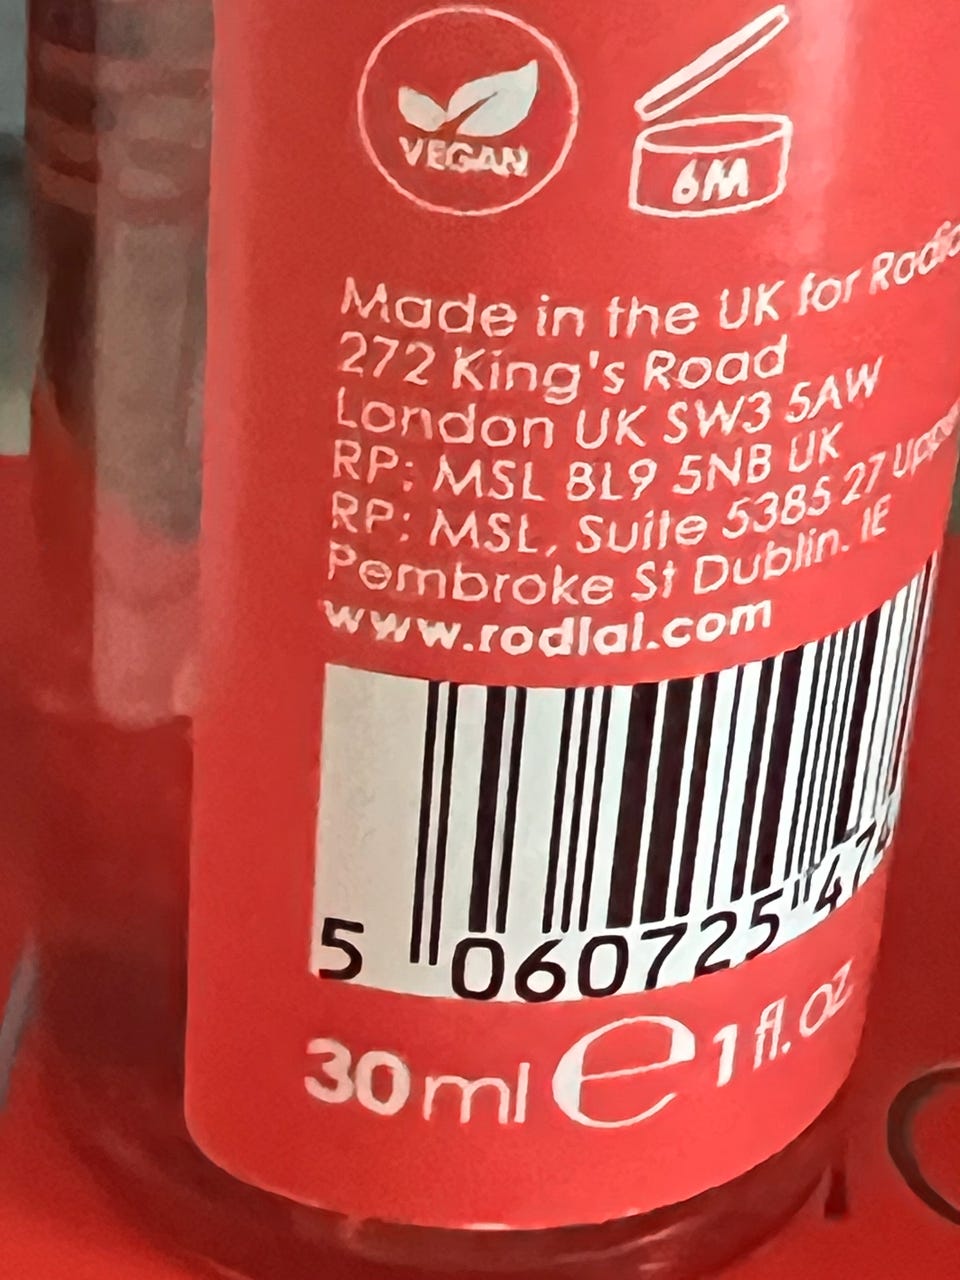 VEGAN
6M
Made in the UK for
272 King's Road
London UK SW3 5AW
RP: MSL BL9 5NB UK
RP: MSL, Suite 5385 27
Pembroke St Dublin. IE
www.rodial.com
5 060725 47
30ml e 1 fl. oz